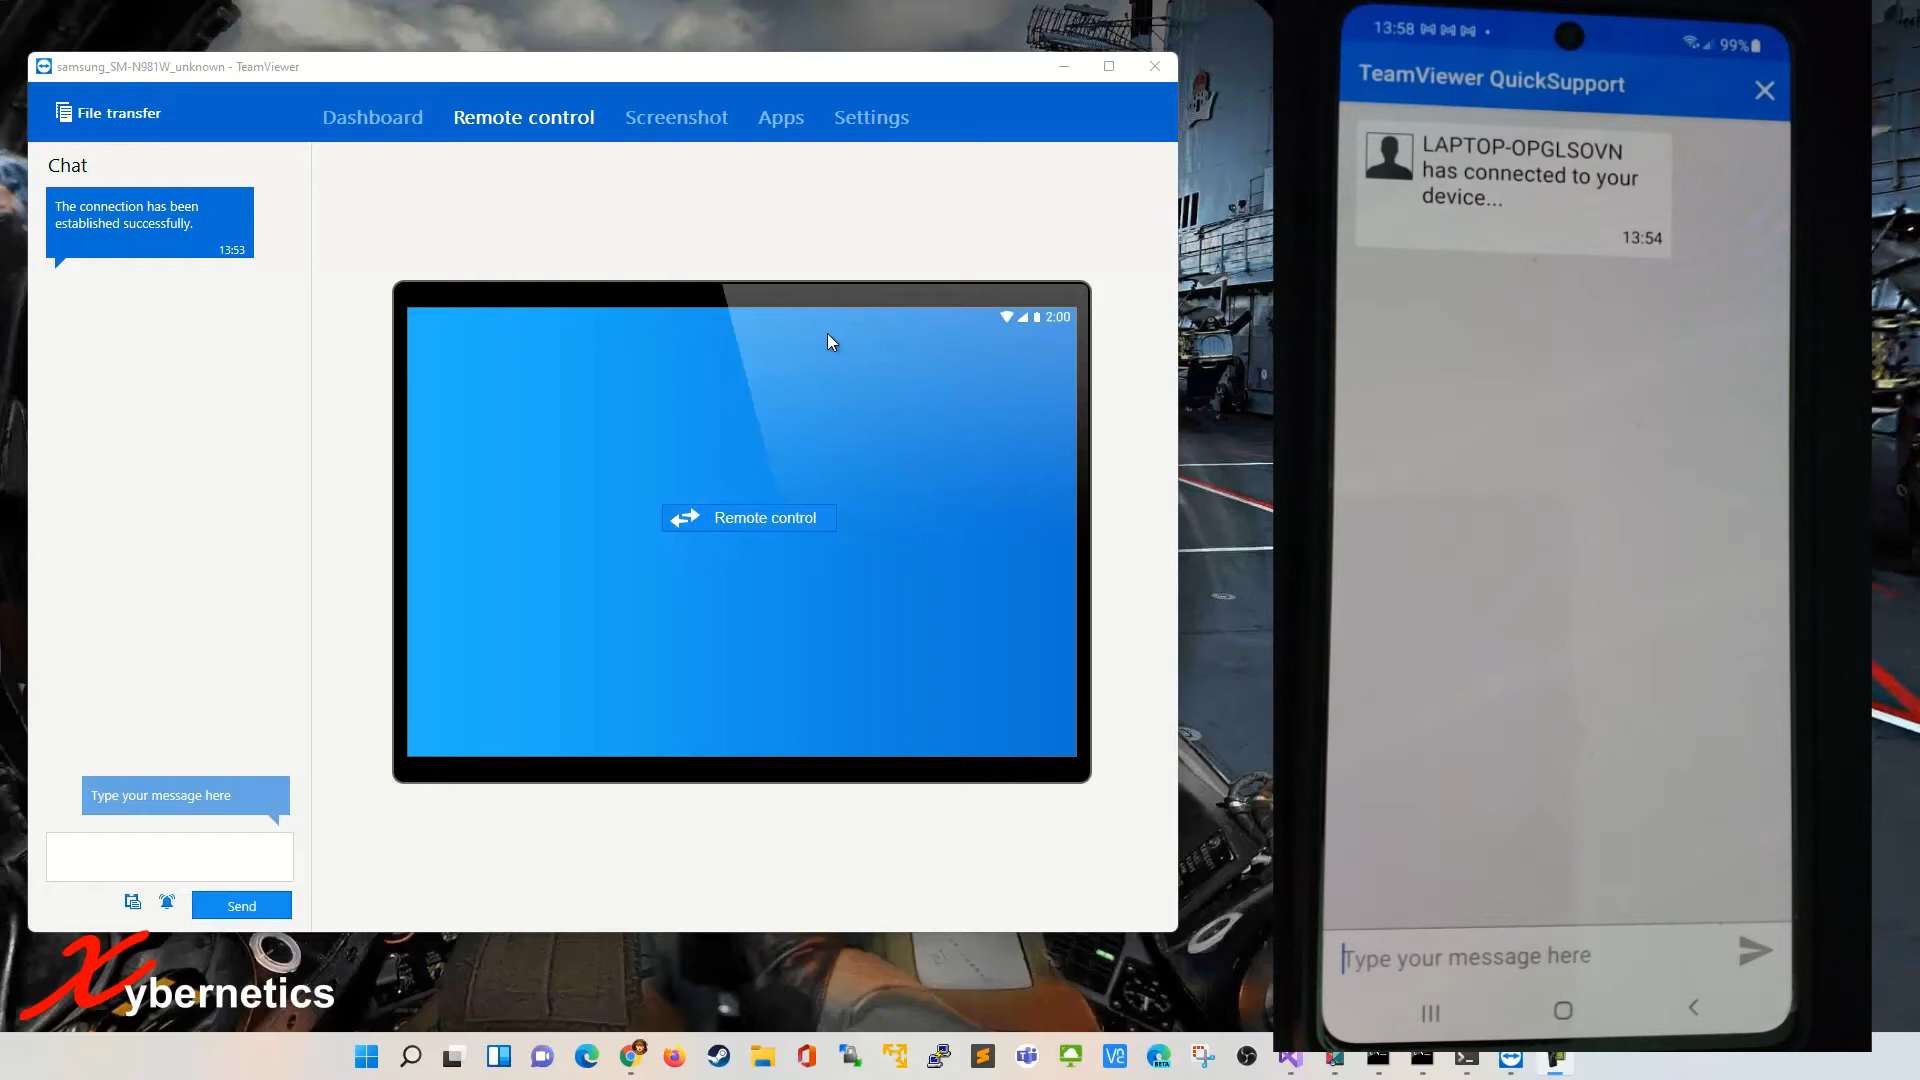 samsung_SM-N981W_unknown - TeamViewer
File transfer
Dashboard
Remote control
Screenshot
Apps
Settings
Chat
The connection has been
established successfully.
13:53
2:00
Remote control
Type your message here
Send
Xybernetics
13:58
99%
TeamViewer QuickSupport
LAPTOP-OPGLSOVN
has connected to your
device...
13:54
Type your message here
BETA